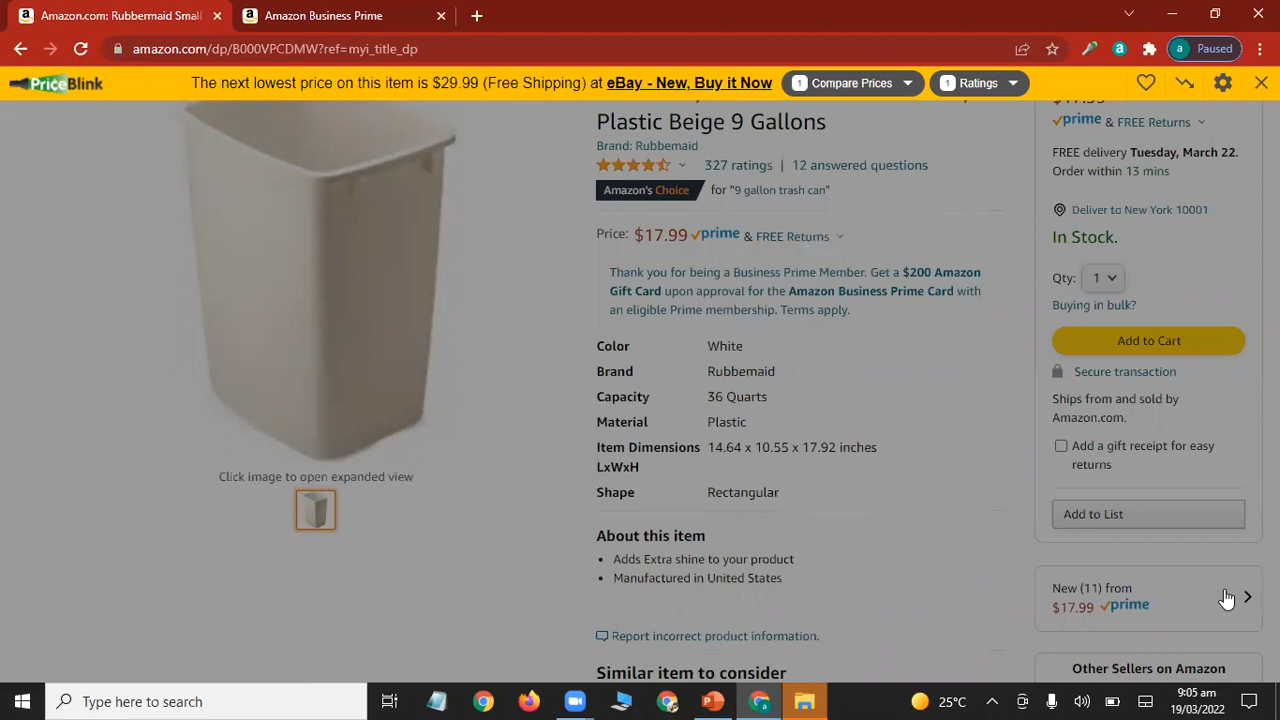 Amazon.com: Rubbermaid Small
Amazon Business Prime
amazon.com/dp/B000VPCDMW?ref=myi_title_dp
a Paused
PriceBlink
The next lowest price on this item is $29.99 (Free Shipping) at eBay - New, Buy it Now
1 Compare Prices
1 Ratings
Plastic Beige 9 Gallons
Brand: Rubbemaid
327 ratings | 12 answered questions
Amazon's Choice for "9 gallon trash can"
Price: $17.99 prime & FREE Returns
Thank you for being a Business Prime Member. Get a $200 Amazon
Gift Card upon approval for the Amazon Business Prime Card with
an eligible Prime membership. Terms apply.
Color White
Brand Rubbemaid
Capacity 36 Quarts
Material Plastic
Item Dimensions 14.64 x 10.55 x 17.92 inches
LxWxH
Shape Rectangular
About this item
Adds Extra shine to your product
Manufactured in United States
Report incorrect product information.
Similar item to consider
Click image to open expanded view
$17.99
prime & FREE Returns
FREE delivery Tuesday, March 22.
Order within 13 mins
Deliver to New York 10001
In Stock.
Qty: 1
Buying in bulk?
Add to Cart
Secure transaction
Ships from and sold by
Amazon.com.
Add a gift receipt for easy
returns
Add to List
New (11) from
$17.99 prime
Other Sellers on Amazon
Type here to search
25°C
9:05 am
19/03/2022